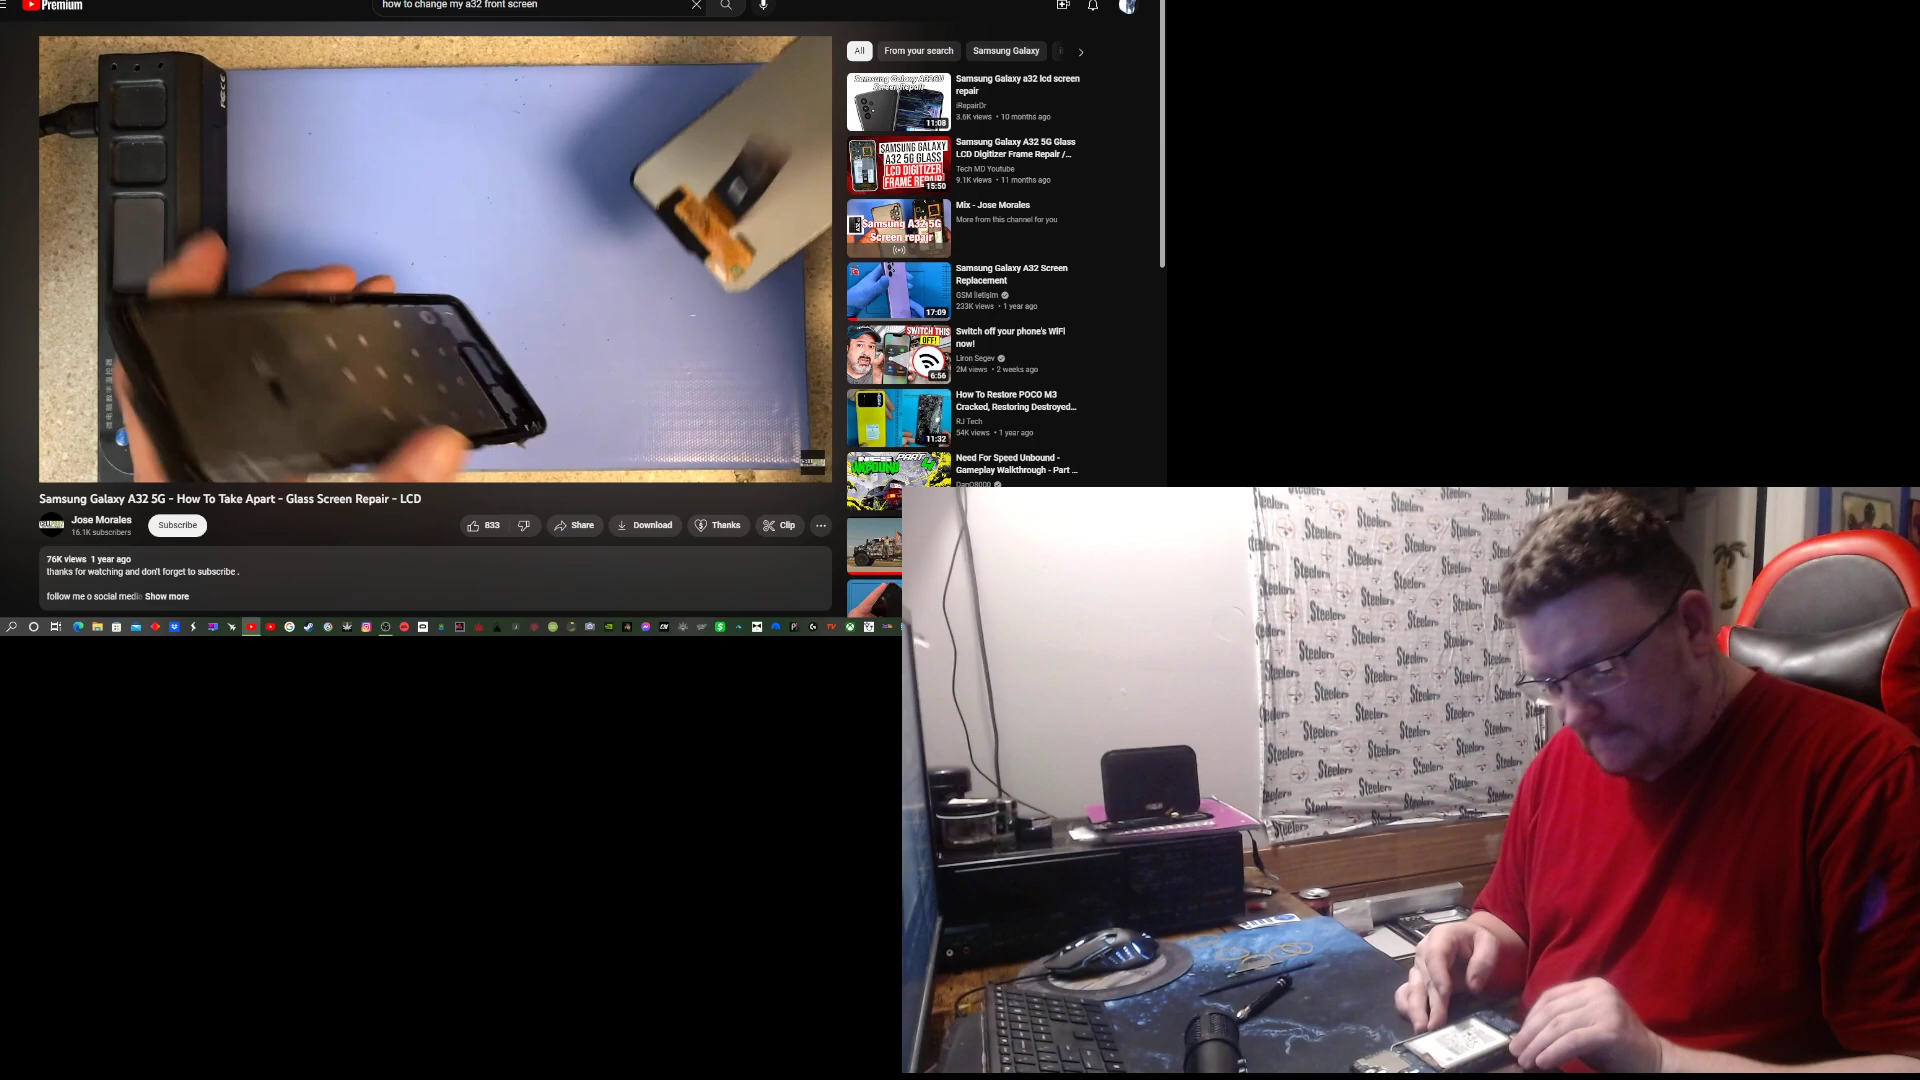 Premium
how to change my a32 front screen
All
From your search
Samsung Galaxy
Samsung Galaxy a32 lcd screen
repair
iRepairDr
3.6K views • 10 months ago
11:08
SAMSUNG GALAXY
A32 5G GLASS
LCD DIGITIZER
FRAME REPAIR
15:50
Samsung Galaxy A32 5G Glass
LCD Digitizer Frame Repair /...
Tech MD Youtube
9.1K views • 11 months ago
Samsung A32 5G
Screen repair
Mix - Jose Morales
More from this channel for you
Samsung Galaxy A32 Screen
Replacement
GSM İletişim
233K views • 1 year ago
17:09
SWITCH THIS
OFF!
6:56
Switch off your phone's WiFi
now!
Liron Segev
2M views • 2 weeks ago
How To Restore POCO M3
Cracked, Restoring Destroyed...
RJ Tech
54K views • 1 year ago
11:32
PART 4
UNBOUND
Need For Speed Unbound -
Gameplay Walkthrough - Part ...
Samsung Galaxy A32 5G - How To Take Apart - Glass Screen Repair - LCD
Jose Morales
16.1K subscribers
Subscribe
833
Share
Download
Thanks
Clip
76K views 1 year ago
thanks for watching and don't forget to subscribe .
follow me o social medi
Show more
Steelers